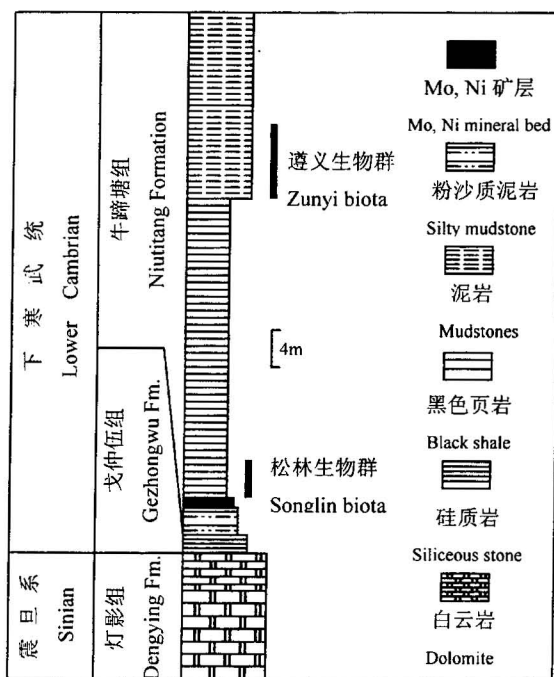 下寒武统
Lower Cambrian
牛蹄塘组
Niutitang Formation
戈仲伍组
Gezhongwu Fm.
震旦系
Sinian
灯影组
Dengying Fm.
遵义生物群
Zunyi biota
4m
松林生物群
Songlin biota
Mo, Ni 矿层
Mo, Ni mineral bed
粉沙质泥岩
Silty mudstone
泥岩
Mudstones
黑色页岩
Black shale
硅质岩
Siliceous stone
白云岩
Dolomite